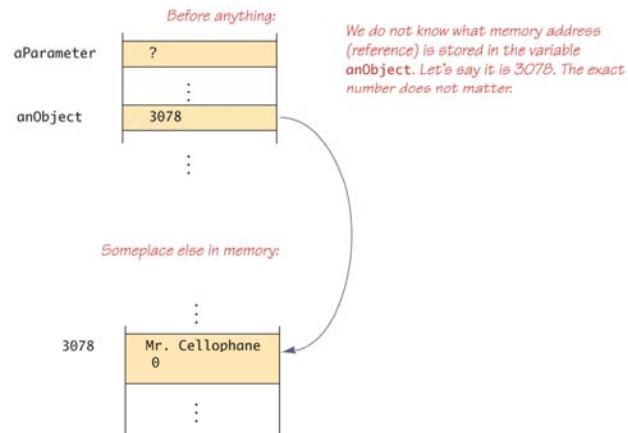 Before anything:
We do not know what memory address
(reference) is stored in the variable
anObject. Let's say it is 3078. The exact
number does not matter.
aParameter ?
anObject 3078
Someplace else in memory:
3078 Mr. Cellophane
0